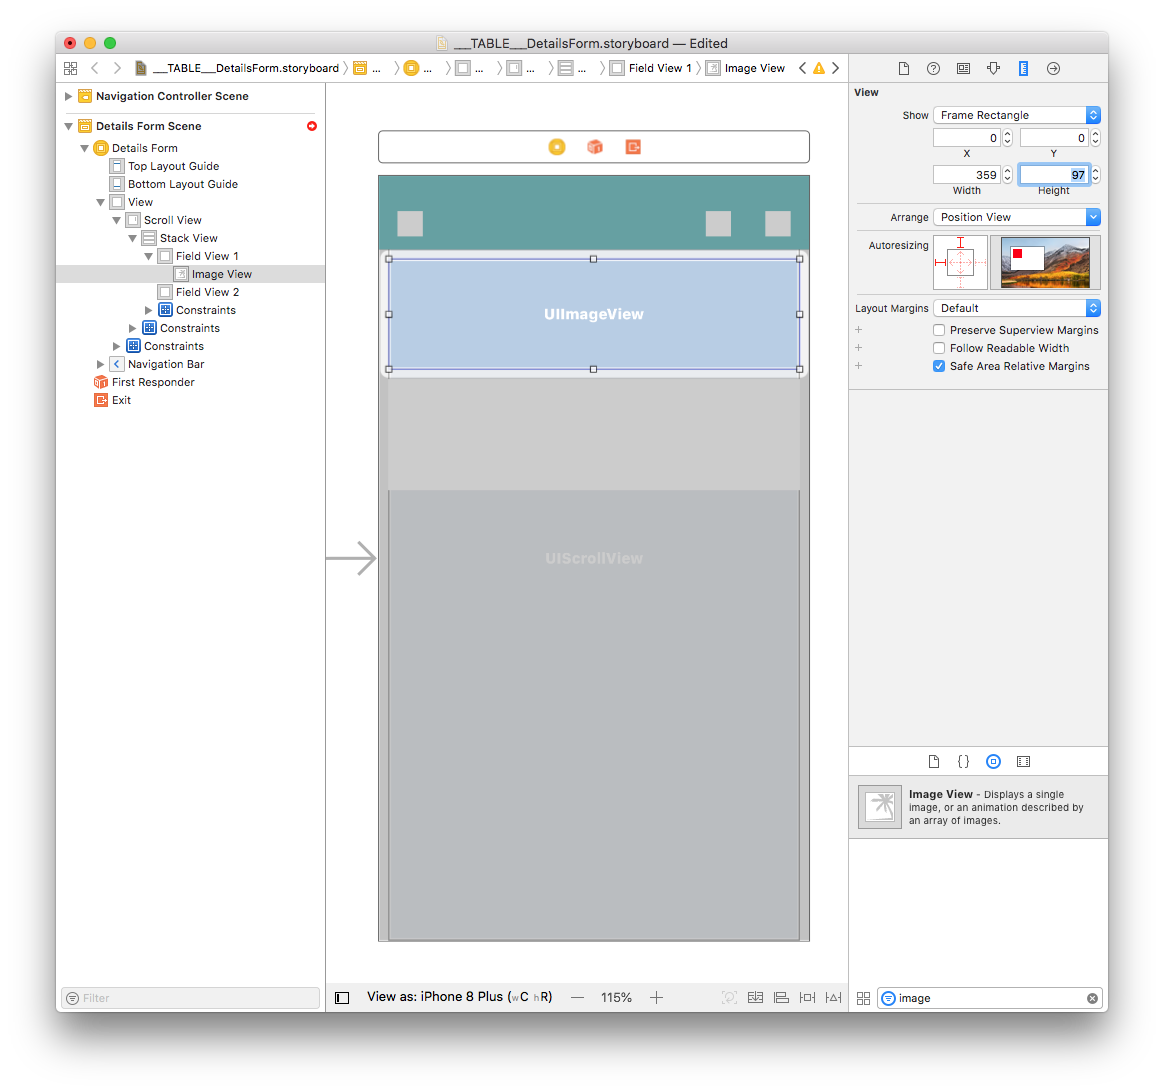 ___TABLE___DetailsForm.storyboard — Edited
___TABLE___DetailsForm.storyboard
...
...
...
...
...
Field View 1
Image View
Navigation Controller Scene
Details Form Scene
Details Form
Top Layout Guide
Bottom Layout Guide
View
Scroll View
Stack View
Field View 1
Image View
Field View 2
Constraints
Constraints
Constraints
Navigation Bar
First Responder
Exit
Filter
UIImageView
UIScrollView
View as: iPhone 8 Plus (wC hR)
115%
View
Show Frame Rectangle
0 0
X Y
359 97
Width Height
Arrange Position View
Autoresizing
Layout Margins Default
Preserve Superview Margins
Follow Readable Width
Safe Area Relative Margins
{}
Image View - Displays a single
image, or an animation described by
an array of images.
image